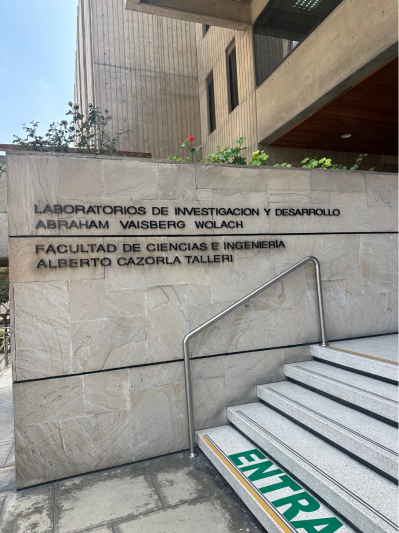 LABORATORIOS DE INVESTIGACION Y DESARROLLO
ABRAHAM VAISBERG WOLACH
FACULTAD DE CIENCIAS E INGENIERÍA
ALBERTO CAZORLA TALLERI
ENTRA